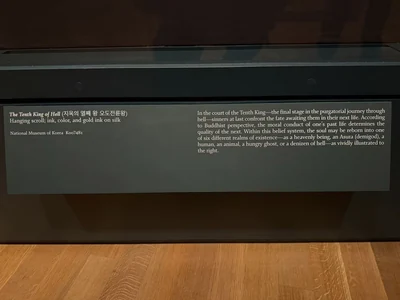 The Tenth King of Hell (지옥의 열째 왕 오도전륜왕)
Hanging scroll; ink, color, and gold ink on silk
National Museum of Korea
In the court of the Tenth King—the final stage in the purgatorial journey through
hell—sinners at last confront the fate awaiting them in their next life. According
to Buddhist perspective, the moral conduct of one's past life determines the
quality of the next. Within this belief system, the soul may be reborn into one
of six different realms of existence—as a heavenly being, an Asura (demigod), a
human, an animal, a hungry ghost, or a denizen of hell—as vividly illustrated to
the right.